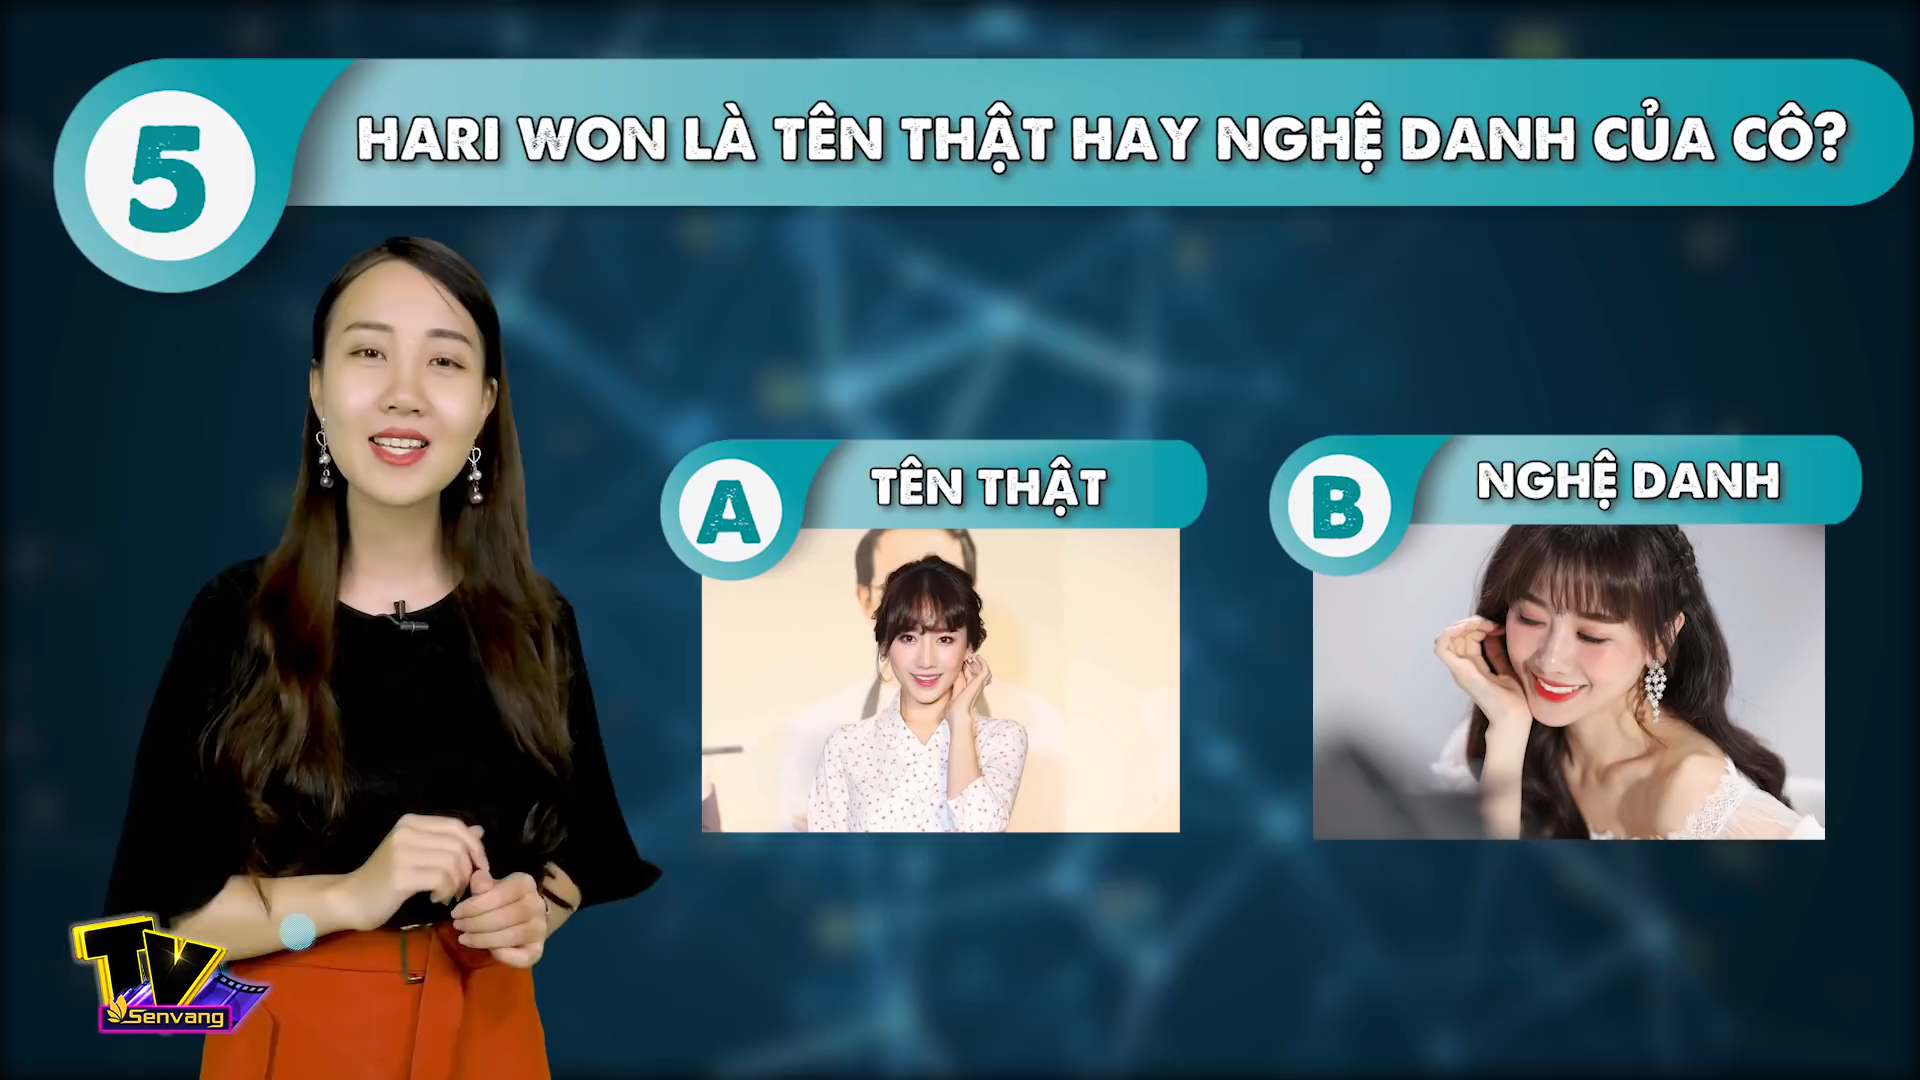 5
HARI WON LÀ TÊN THẬT HAY NGHỆ DANH CỦA CÔ?
A
TÊN THẬT
B
NGHỆ DANH
TV
Senvang